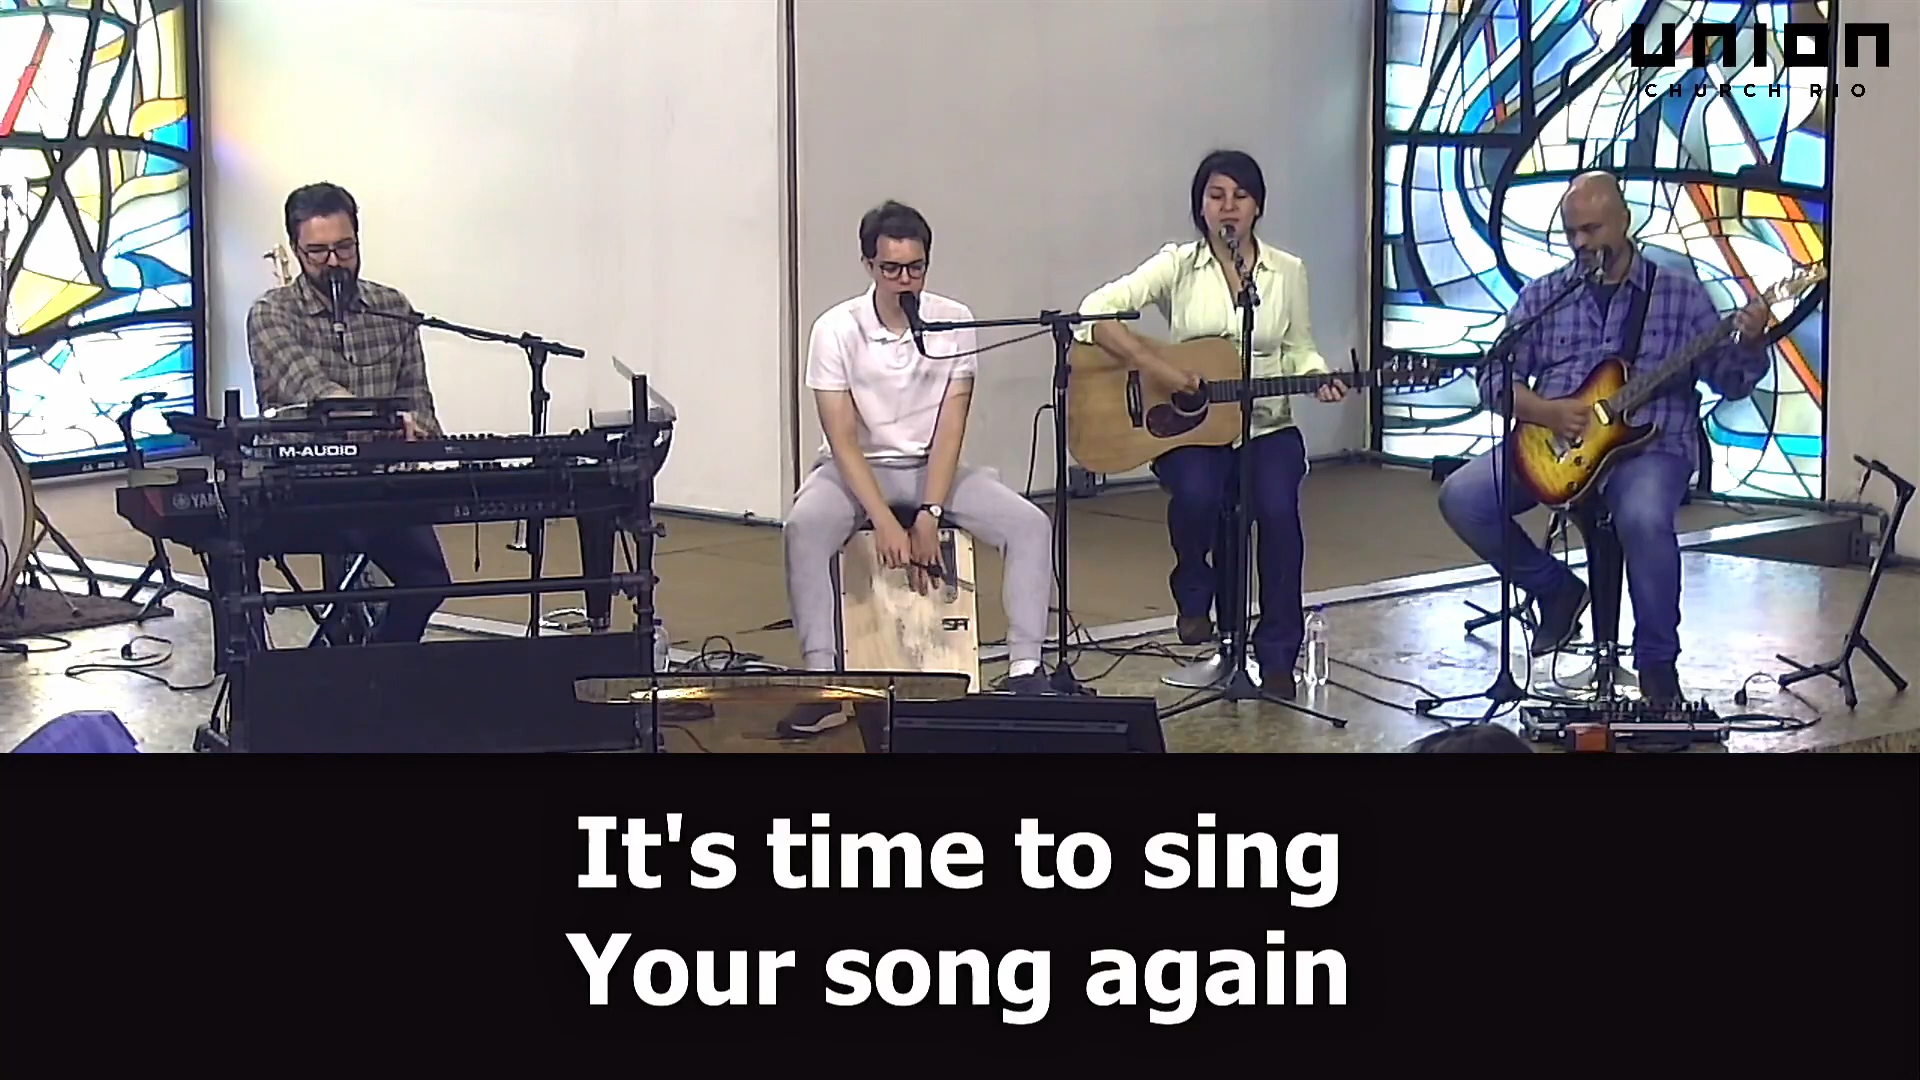 UNION
CHURCH RIO
M-AUDIO
It's time to sing
Your song again